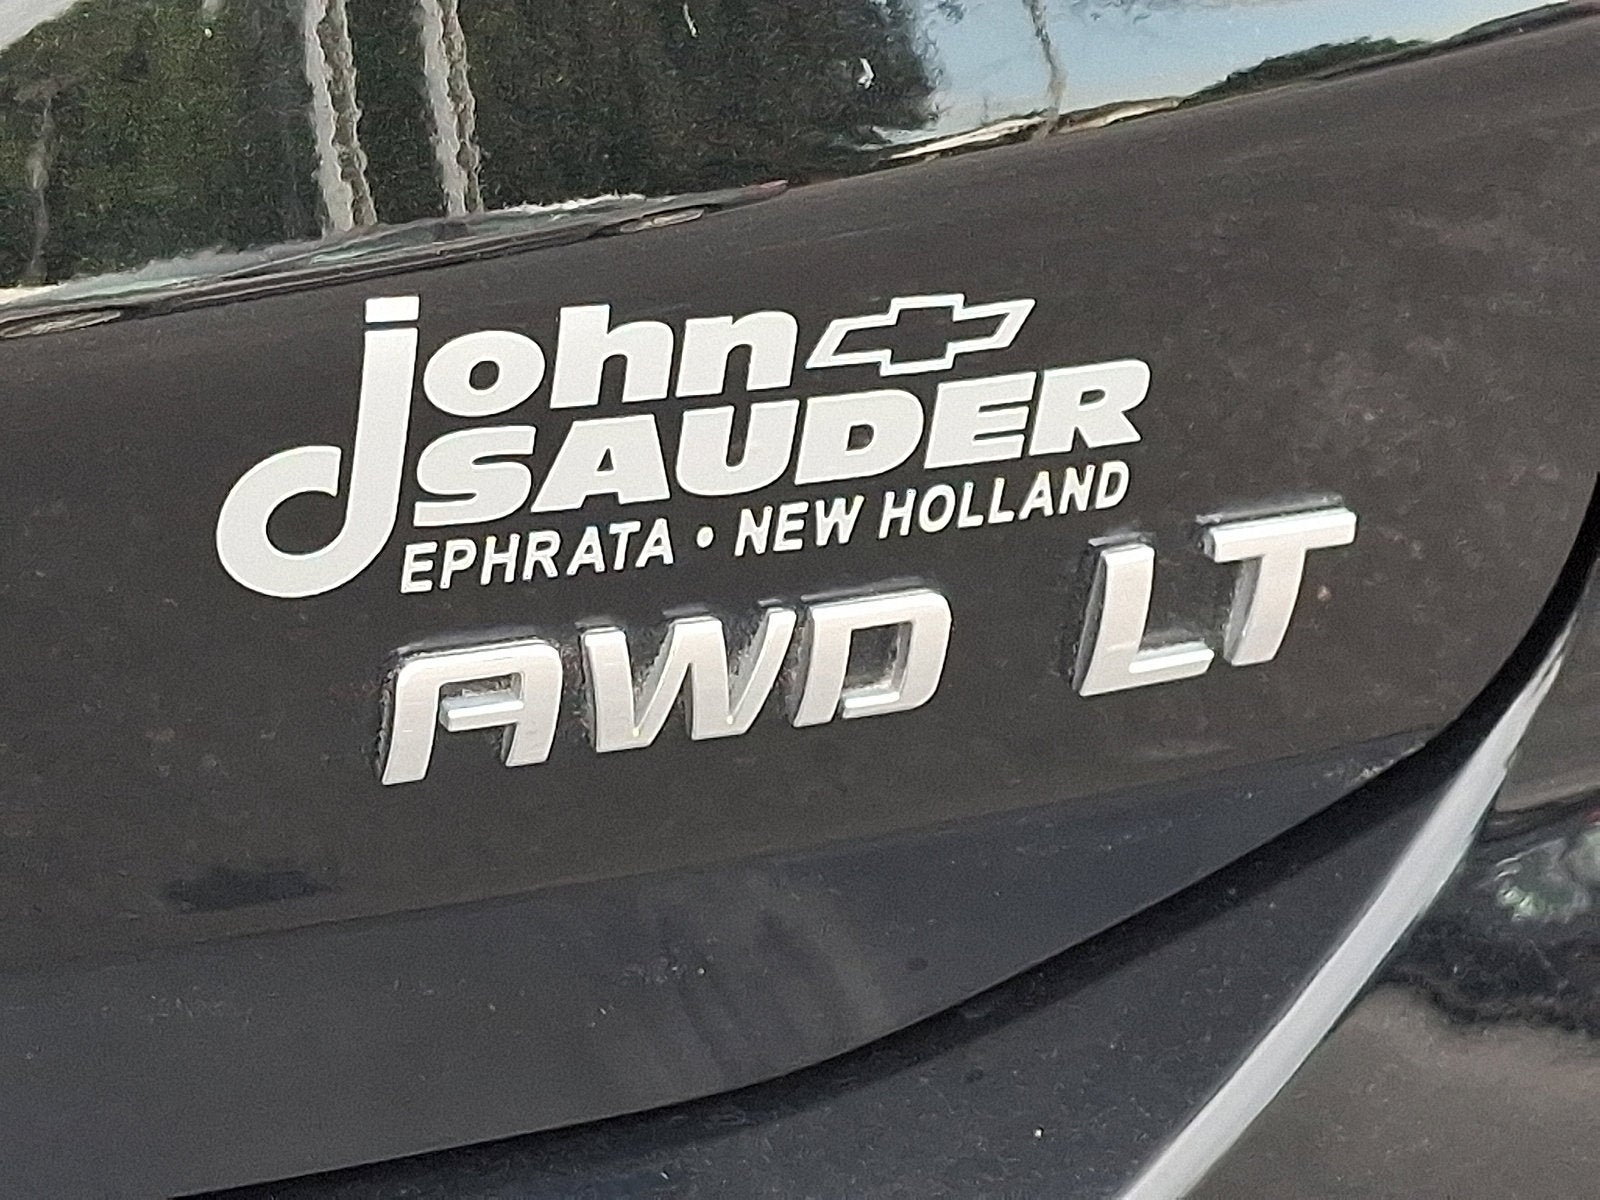 john
SAUDER
EPHRATA • NEW HOLLAND
AWD LT